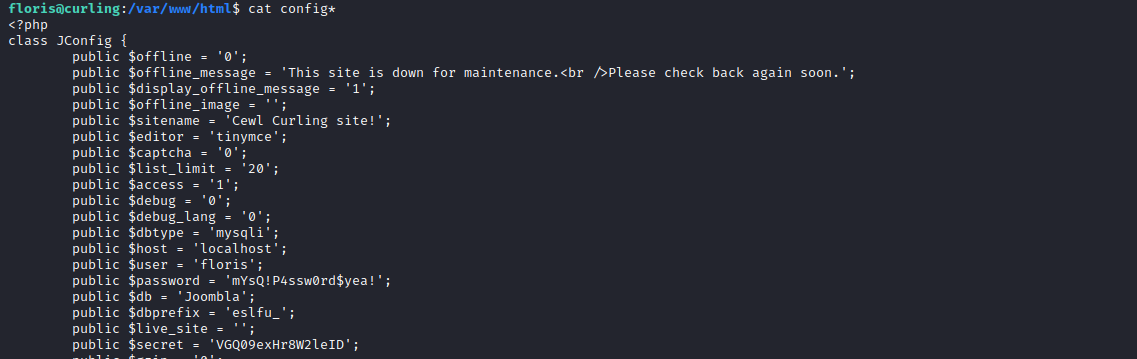 floris@curling:/var/www/html$ cat config*
<?php
class JConfig {
        public $offline = '0';
        public $offline_message = 'This site is down for maintenance.<br />Please check back again soon.';
        public $display_offline_message = '1';
        public $offline_image = '';
        public $sitename = 'Cewl Curling site!';
        public $editor = 'tinymce';
        public $captcha = '0';
        public $list_limit = '20';
        public $access = '1';
        public $debug = '0';
        public $debug_lang = '0';
        public $dbtype = 'mysqli';
        public $host = 'localhost';
        public $user = 'floris';
        public $password = 'mYsQ!P4ssw0rd$yea!';
        public $db = 'Joombla';
        public $dbprefix = 'eslfu_';
        public $live_site = '';
        public $secret = 'VGQ09exHr8W2leID';